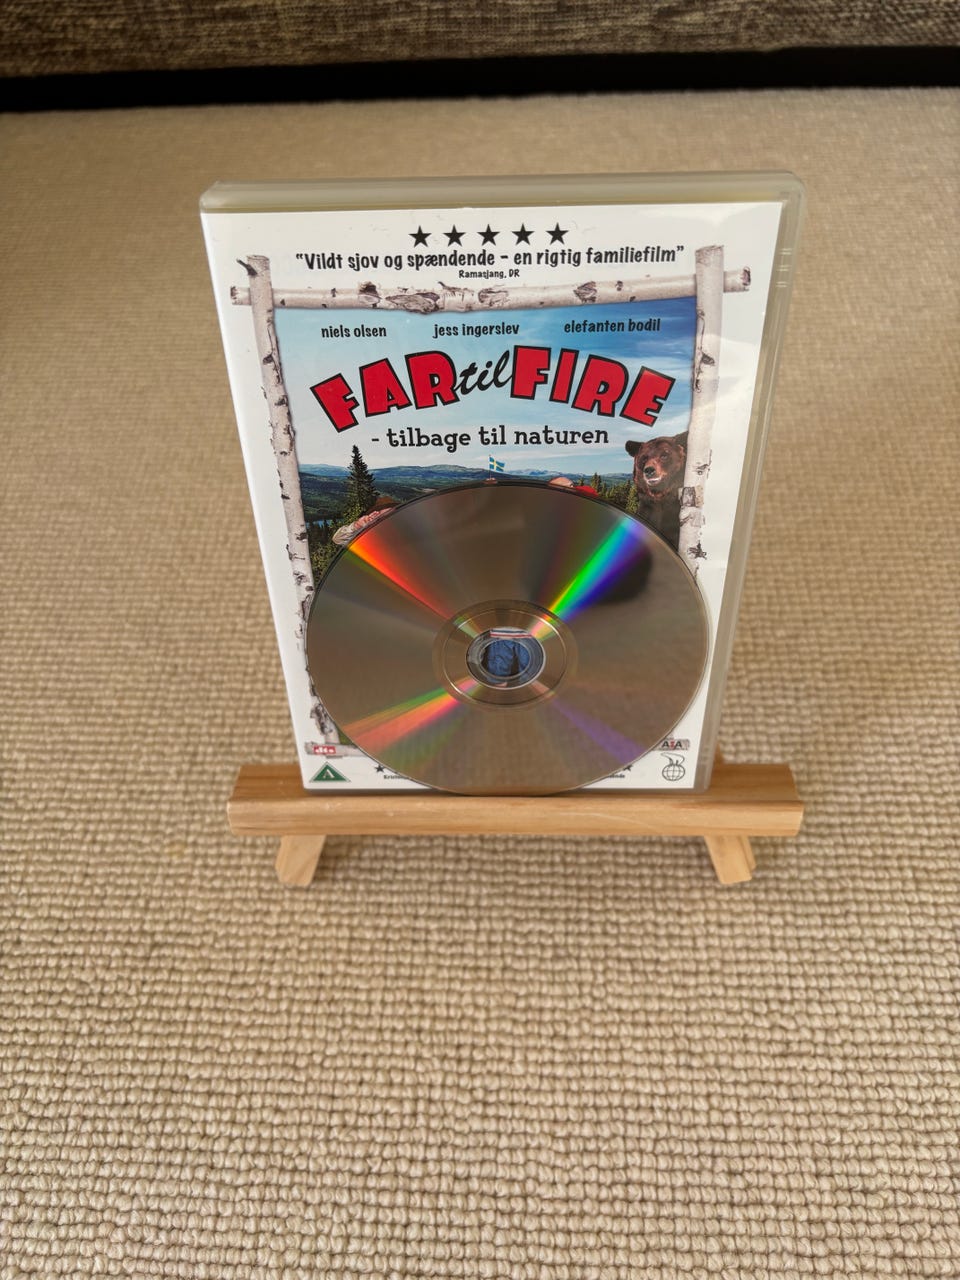 ★★★★★
"Vildt sjov og spændende - en rigtig familiefilm"
Ramasjang, DR
niels olsen jess ingerslev elefanten bodil
FAR til FIRE
- tilbage til naturen
dts
A